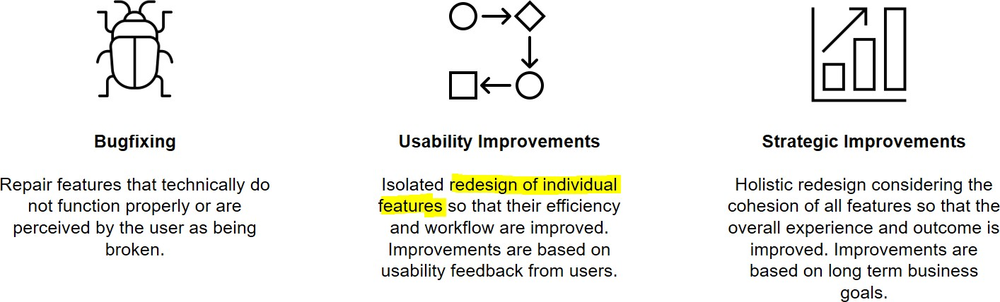 Bugfixing
Repair features that technically do
not function properly or are
perceived by the user as being
broken.
Usability Improvements
Isolated redesign of individual
features so that their efficiency
and workflow are improved.
Improvements are based on
usability feedback from users.
Strategic Improvements
Holistic redesign considering the
cohesion of all features so that the
overall experience and outcome is
improved. Improvements are
based on long term business
goals.